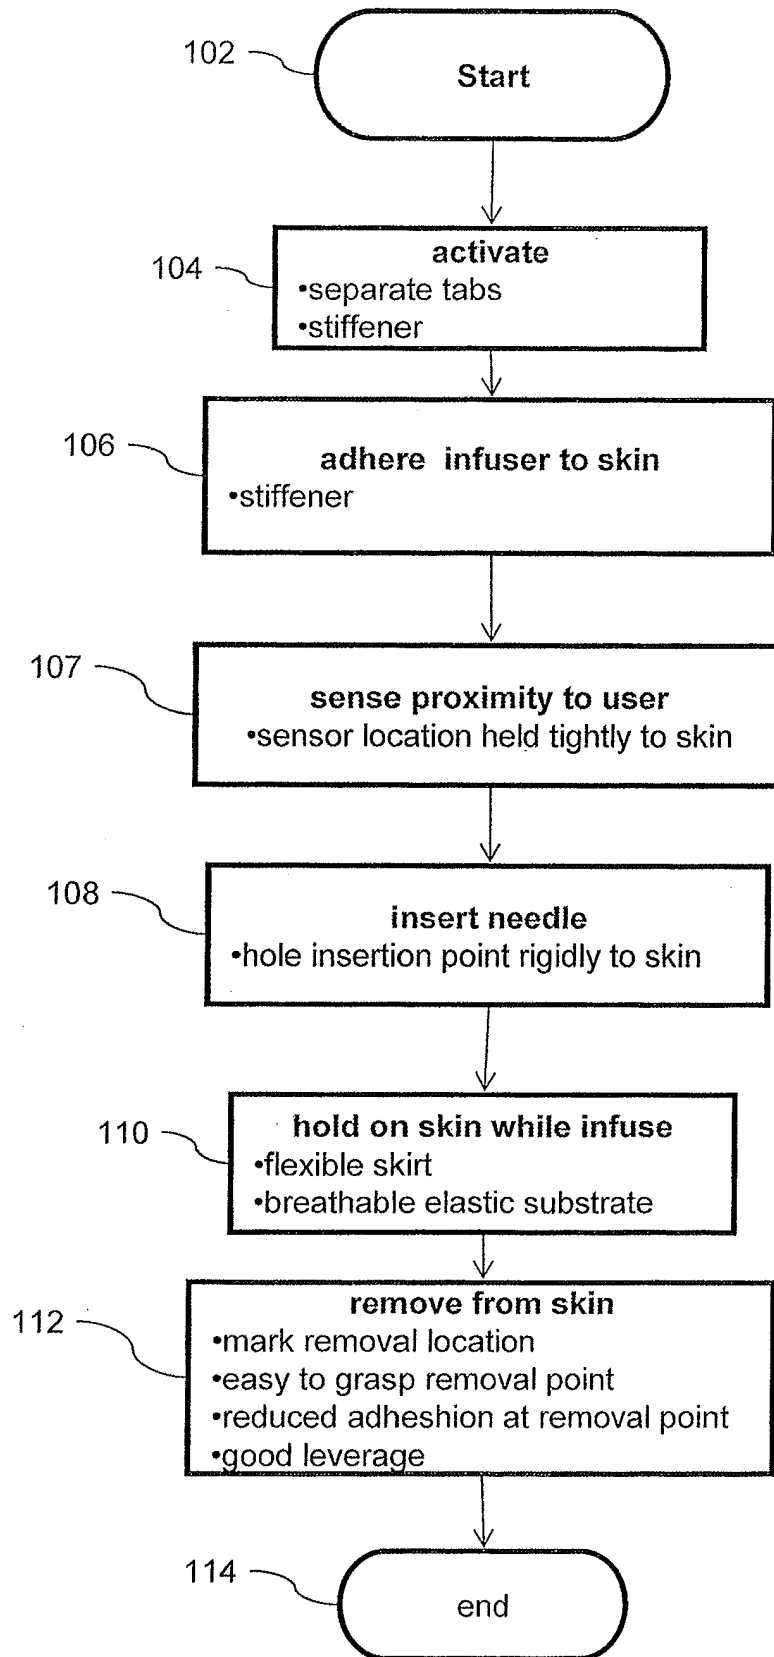 102
Start
104
activate
•separate tabs
•stiffener
106
adhere infuser to skin
•stiffener
107
sense proximity to user
•sensor location held tightly to skin
108
insert needle
•hole insertion point rigidly to skin
110
hold on skin while infuse
•flexible skirt
•breathable elastic substrate
112
remove from skin
•mark removal location
•easy to grasp removal point
•reduced adheshion at removal point
•good leverage
114
end